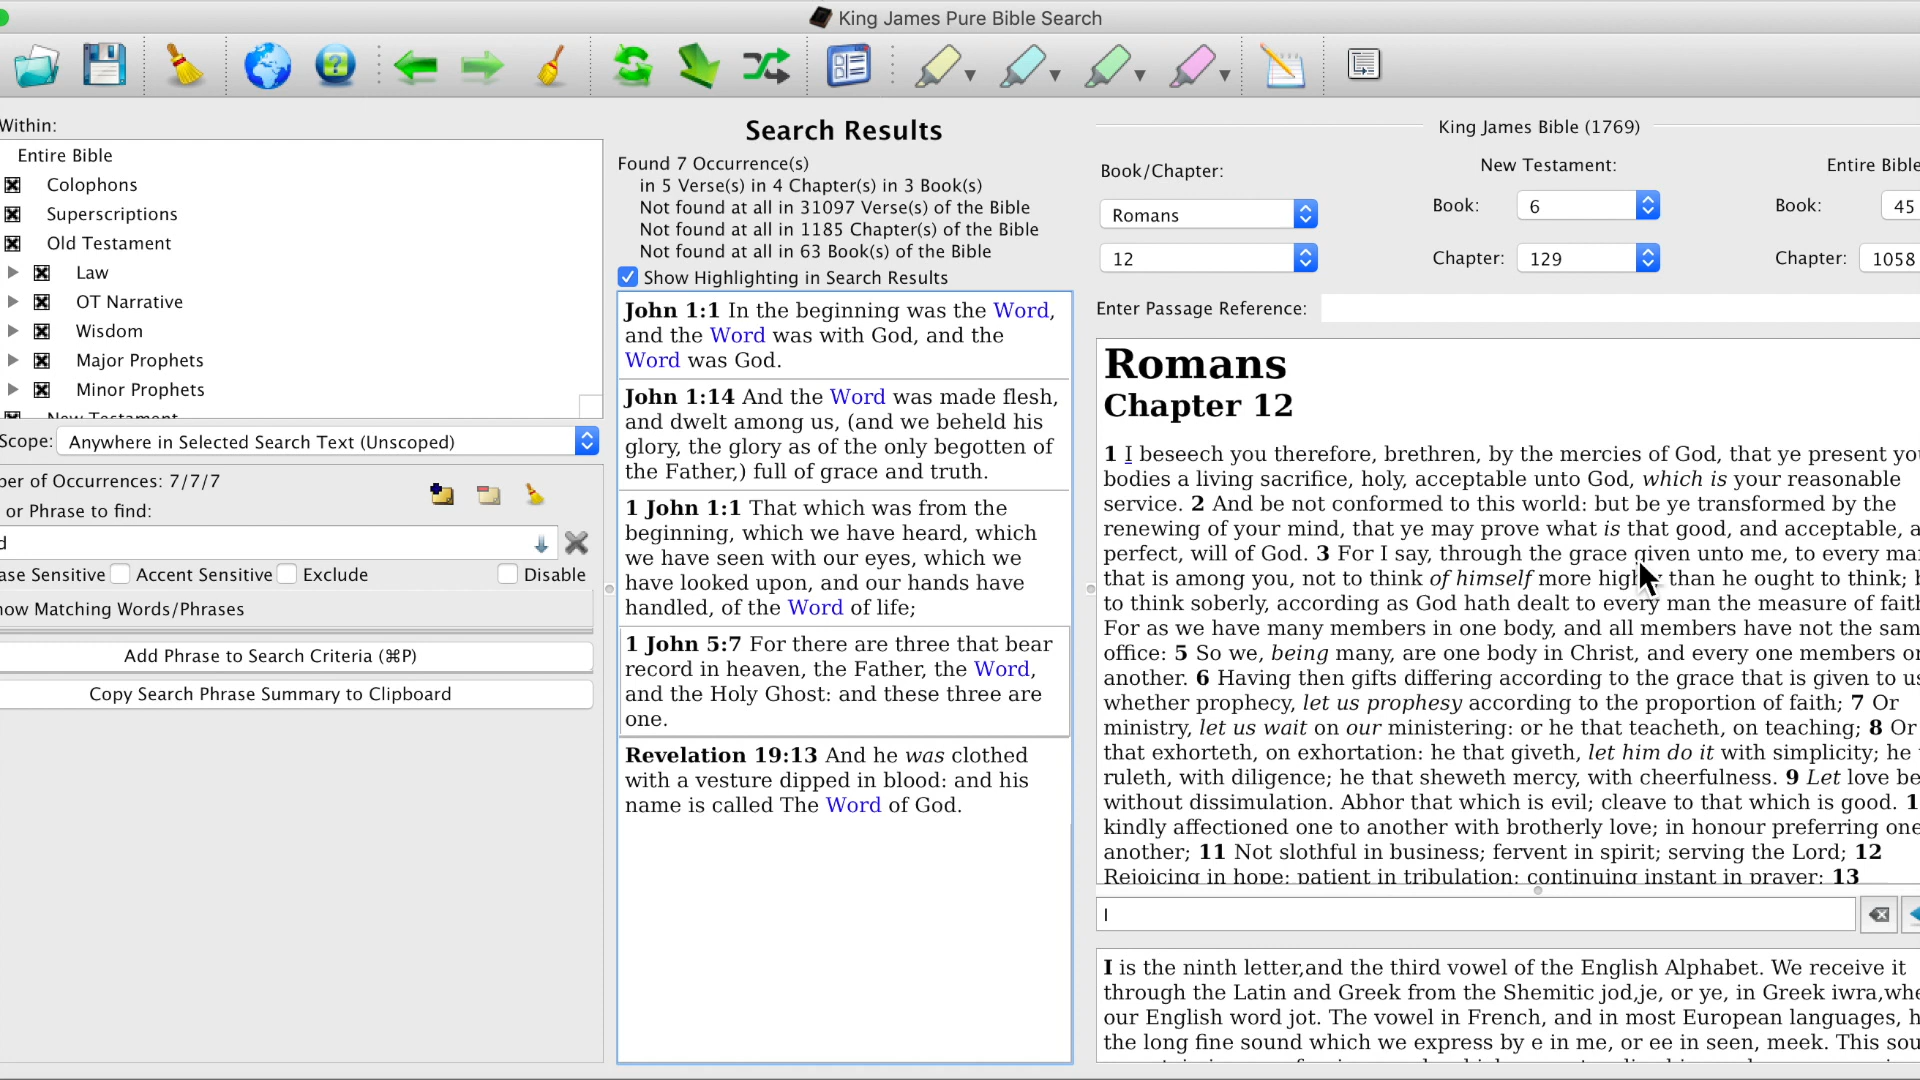 King James Pure Bible Search
Within:
Entire Bible
Colophons
Superscriptions
Old Testament
Law
OT Narrative
Wisdom
Major Prophets
Minor Prophets
New Testament
Scope: Anywhere in Selected Search Text (Unscoped)
ber of Occurrences: 7/7/7
or Phrase to find:
d
ase Sensitive Accent Sensitive Exclude Disable
how Matching Words/Phrases
Add Phrase to Search Criteria (⌘P)
Copy Search Phrase Summary to Clipboard
Search Results
Found 7 Occurrence(s)
in 5 Verse(s) in 4 Chapter(s) in 3 Book(s)
Not found at all in 31097 Verse(s) of the Bible
Not found at all in 1185 Chapter(s) of the Bible
Not found at all in 63 Book(s) of the Bible
Show Highlighting in Search Results
John 1:1 In the beginning was the Word,
and the Word was with God, and the
Word was God.
John 1:14 And the Word was made flesh,
and dwelt among us, (and we beheld his
glory, the glory as of the only begotten of
the Father,) full of grace and truth.
1 John 1:1 That which was from the
beginning, which we have heard, which
we have seen with our eyes, which we
have looked upon, and our hands have
handled, of the Word of life;
1 John 5:7 For there are three that bear
record in heaven, the Father, the Word,
and the Holy Ghost: and these three are
one.
Revelation 19:13 And he was clothed
with a vesture dipped in blood: and his
name is called The Word of God.
King James Bible (1769)
Book/Chapter: New Testament: Entire Bible
Romans Book: 6 Book: 45
12 Chapter: 129 Chapter: 1058
Enter Passage Reference:
Romans
Chapter 12
1 I beseech you therefore, brethren, by the mercies of God, that ye present you
bodies a living sacrifice, holy, acceptable unto God, which is your reasonable
service. 2 And be not conformed to this world: but be ye transformed by the
renewing of your mind, that ye may prove what is that good, and acceptable, a
perfect, will of God. 3 For I say, through the grace given unto me, to every ma
that is among you, not to think of himself more higher than he ought to think; b
to think soberly, according as God hath dealt to every man the measure of faith
For as we have many members in one body, and all members have not the sam
office: 5 So we, being many, are one body in Christ, and every one members o
another. 6 Having then gifts differing according to the grace that is given to us
whether prophecy, let us prophesy according to the proportion of faith; 7 Or
ministry, let us wait on our ministering: or he that teacheth, on teaching; 8 Or
that exhorteth, on exhortation: he that giveth, let him do it with simplicity; he
ruleth, with diligence; he that sheweth mercy, with cheerfulness. 9 Let love be
without dissimulation. Abhor that which is evil; cleave to that which is good. 1
kindly affectioned one to another with brotherly love; in honour preferring one
another; 11 Not slothful in business; fervent in spirit; serving the Lord; 12
Rejoicing in hope; patient in tribulation; continuing instant in prayer; 13
I
I is the ninth letter,and the third vowel of the English Alphabet. We receive it
through the Latin and Greek from the Shemitic jod,je, or ye, in Greek iwra,whe
our English word jot. The vowel in French, and in most European languages, h
the long fine sound which we express by e in me, or ee in seen, meek. This sou